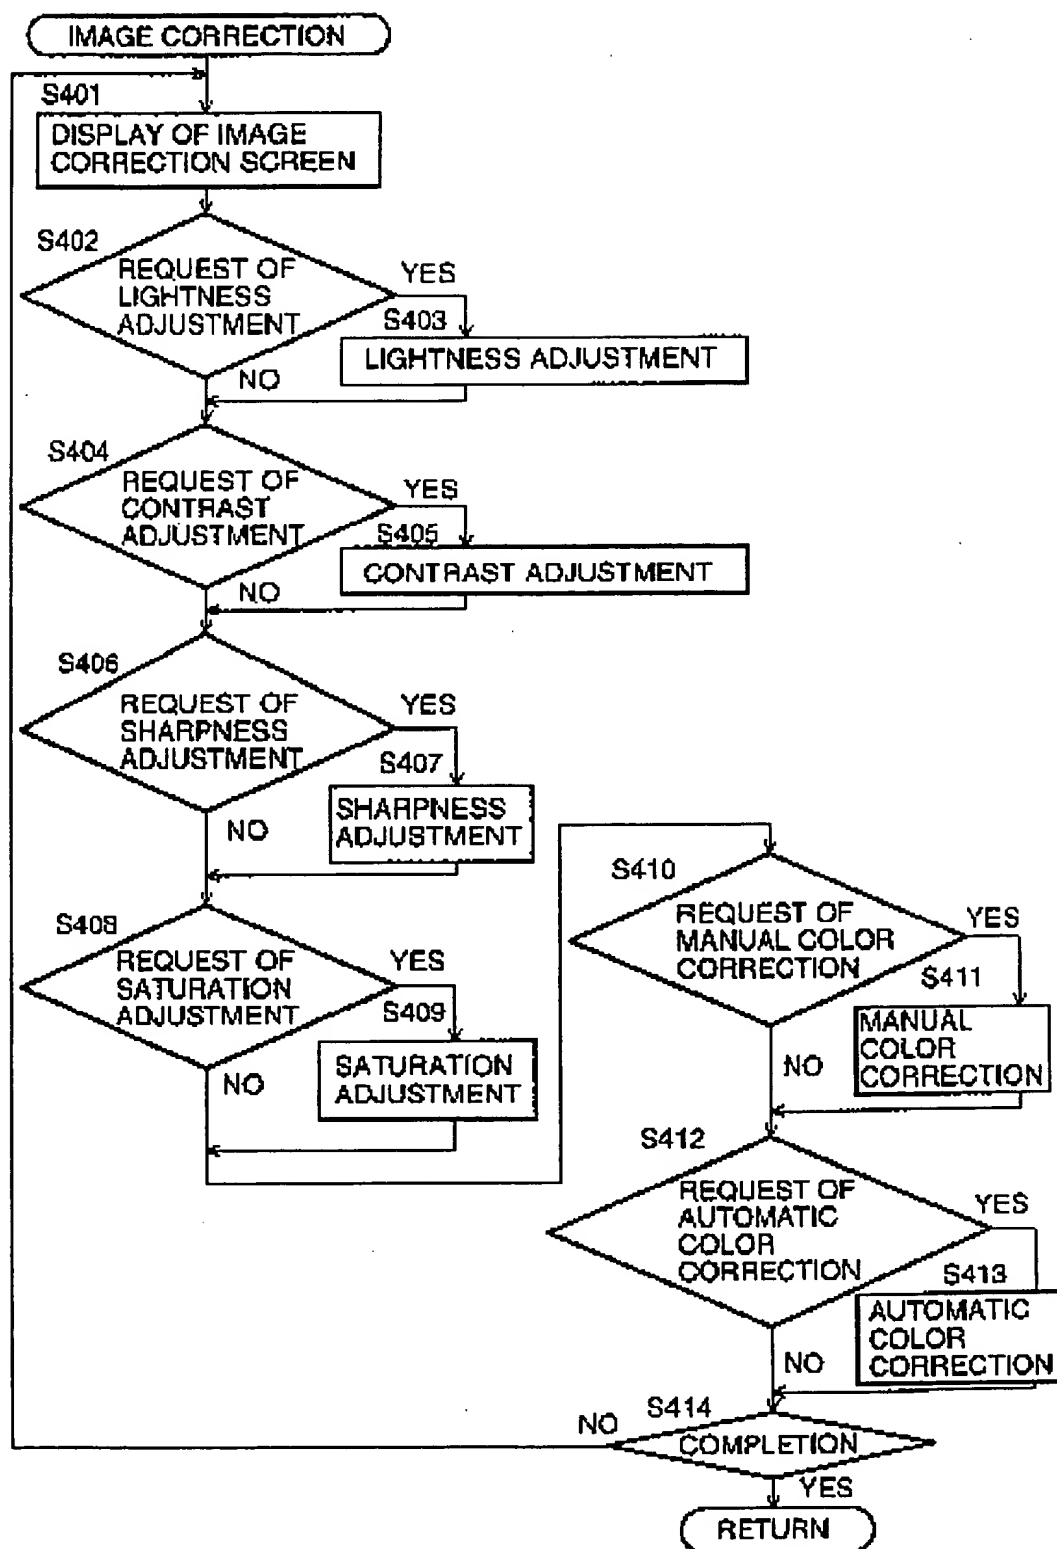 IMAGE CORRECTION
S401
DISPLAY OF IMAGE
CORRECTION SCREEN
S402
REQUEST OF
LIGHTNESS
ADJUSTMENT
YES
S403
LIGHTNESS ADJUSTMENT
NO
S404
REQUEST OF
CONTRAST
ADJUSTMENT
YES
S405
CONTRAST ADJUSTMENT
NO
S406
REQUEST OF
SHARPNESS
ADJUSTMENT
YES
S407
SHARPNESS
ADJUSTMENT
NO
S408
REQUEST OF
SATURATION
ADJUSTMENT
YES
S409
SATURATION
ADJUSTMENT
NO
S410
REQUEST OF
MANUAL COLOR
CORRECTION
YES
S411
MANUAL
COLOR
CORRECTION
NO
S412
REQUEST OF
AUTOMATIC
COLOR
CORRECTION
YES
S413
AUTOMATIC
COLOR
CORRECTION
NO
S414
COMPLETION
NO
YES
RETURN